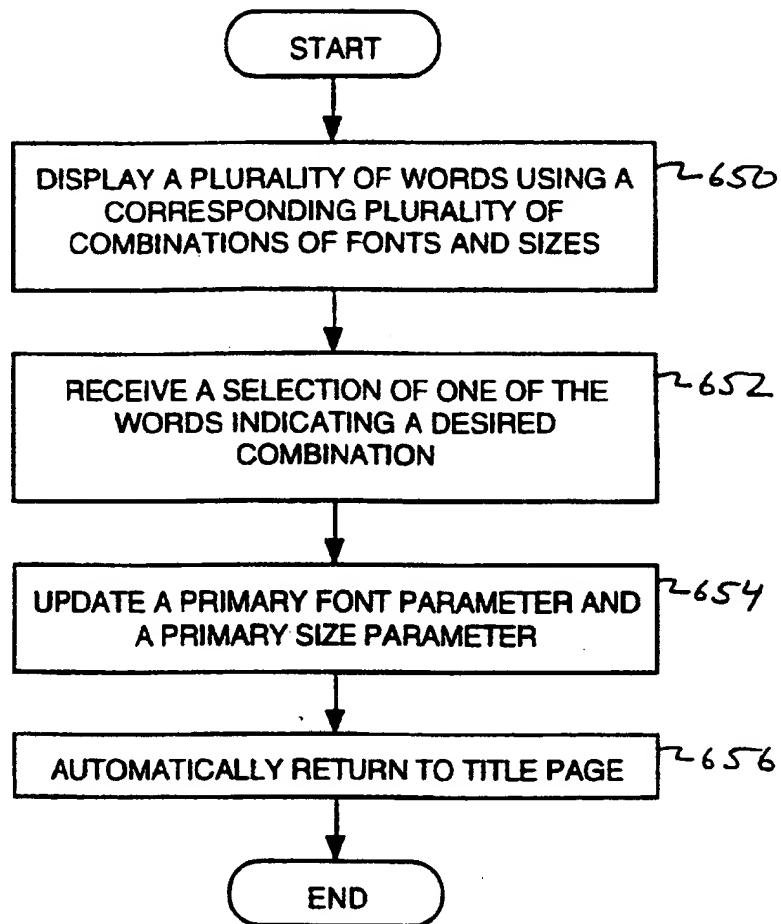 START
DISPLAY A PLURALITY OF WORDS USING A
CORRESPONDING PLURALITY OF
COMBINATIONS OF FONTS AND SIZES
650
RECEIVE A SELECTION OF ONE OF THE
WORDS INDICATING A DESIRED
COMBINATION
652
UPDATE A PRIMARY FONT PARAMETER AND
A PRIMARY SIZE PARAMETER
654
AUTOMATICALLY RETURN TO TITLE PAGE
656
END